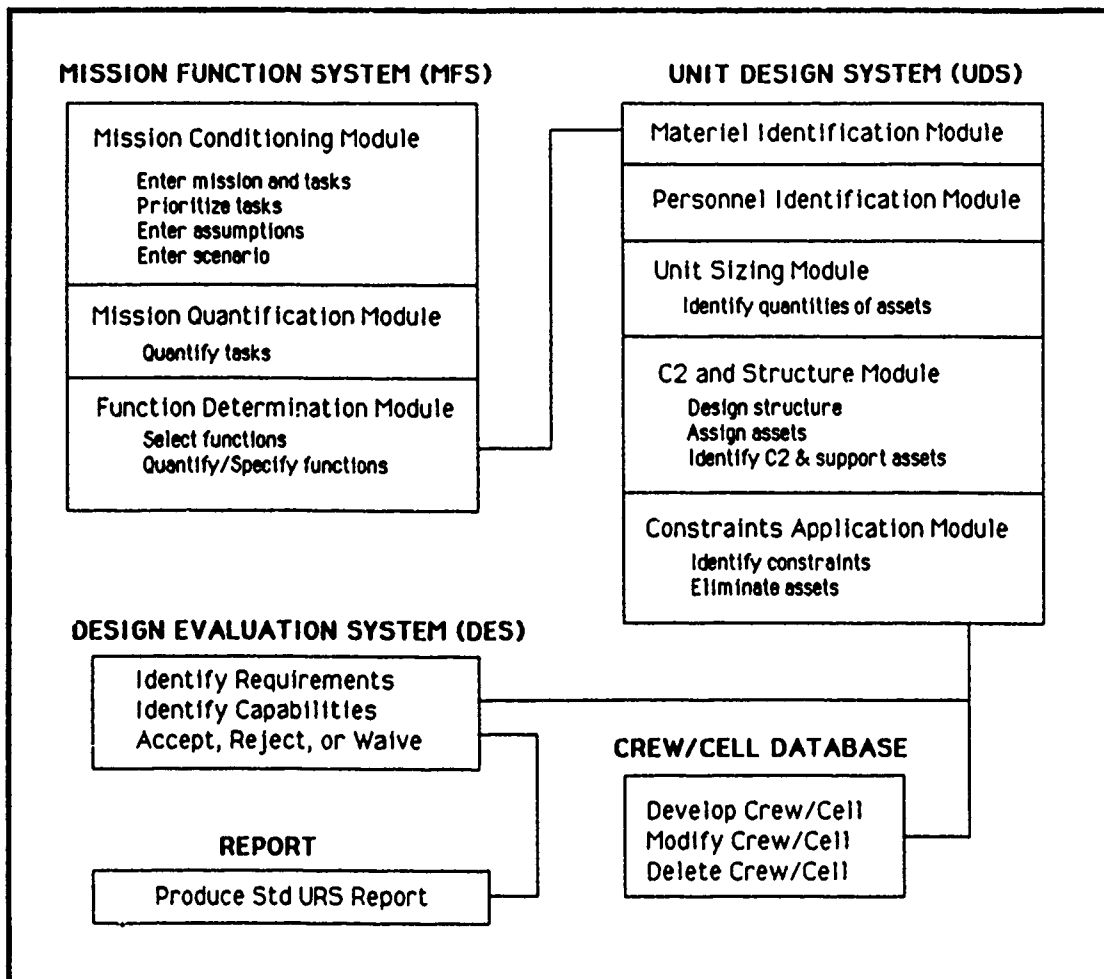 MISSION FUNCTION SYSTEM (MFS)
Mission Conditioning Module
Enter mission and tasks
Prioritize tasks
Enter assumptions
Enter scenario
Mission Quantification Module
Quantify tasks
Function Determination Module
Select functions
Quantify/Specify functions
UNIT DESIGN SYSTEM (UDS)
Materiel Identification Module
Personnel Identification Module
Unit Sizing Module
Identify quantities of assets
C2 and Structure Module
Design structure
Assign assets
Identify C2 & support assets
Constraints Application Module
Identify constraints
Eliminate assets
DESIGN EVALUATION SYSTEM (DES)
Identify Requirements
Identify Capabilities
Accept, Reject, or Waive
CREW/CELL DATABASE
Develop Crew/Cell
Modify Crew/Cell
Delete Crew/Cell
REPORT
Produce Std URS Report